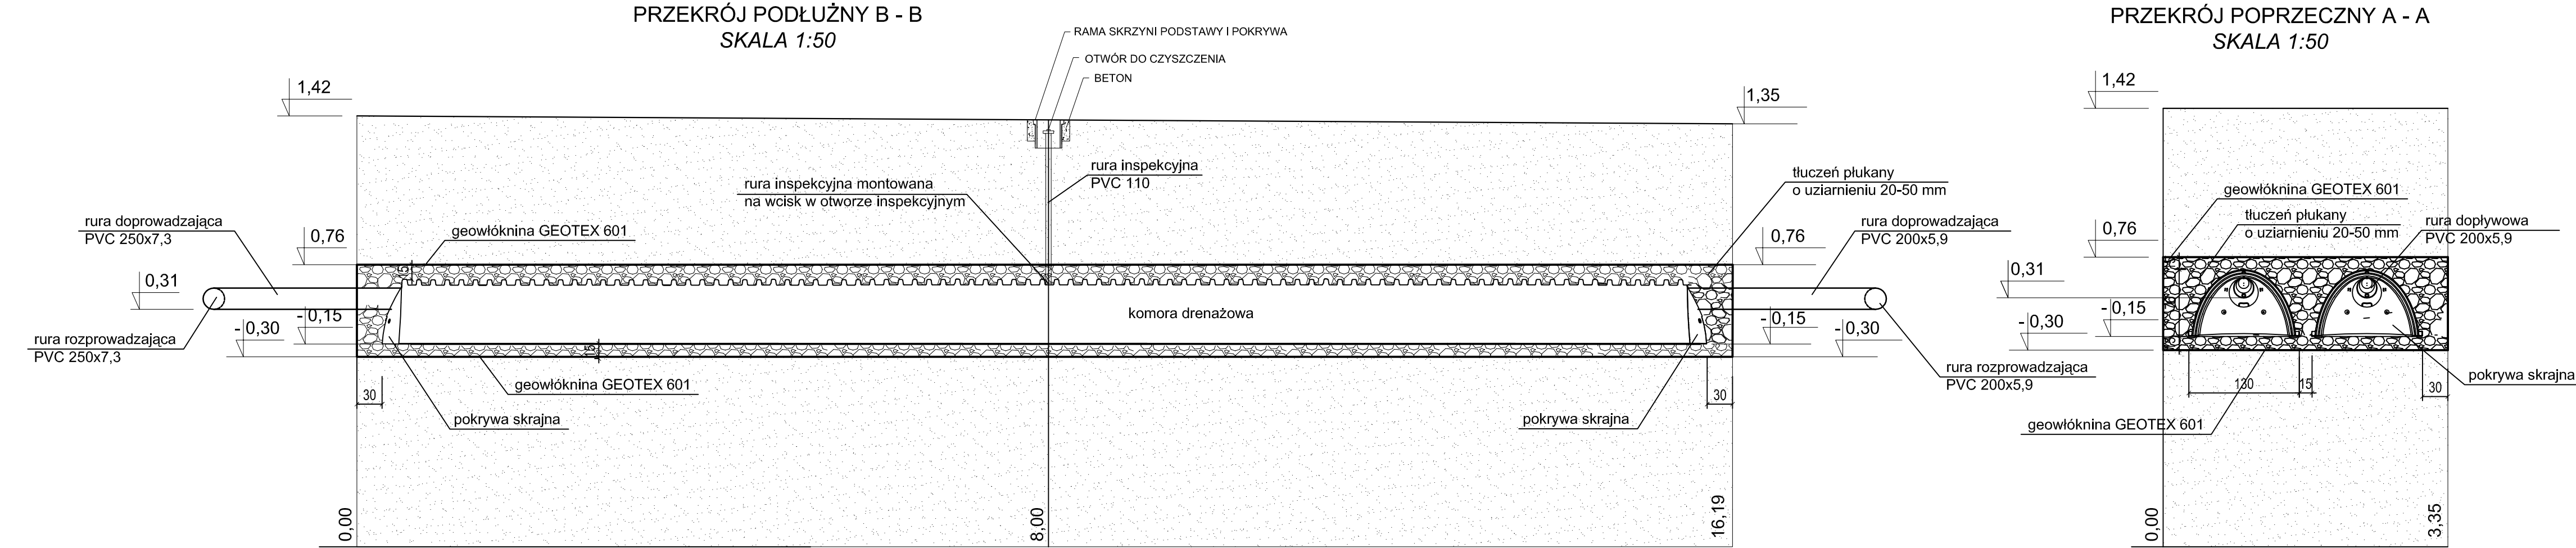 PRZEKRÓJ PODŁUŻNY B - B
SKALA 1:50
RAMA SKRZYNI PODSTAWY I POKRYWA
OTWÓR DO CZYSZCZENIA
BETON
1,42
1,35
rura inspekcyjna
PVC 110
rura inspekcyjna montowana
na wcisk w otworze inspekcyjnym
tłuczeń płukany
o uziarnieniu 20-50 mm
rura doprowadzająca
PVC 250x7,3
geowłóknina GEOTEX 601
rura doprowadzająca
PVC 200x5,9
0,76
0,76
15
0,31
komora drenażowa
- 0,15
- 0,30
- 0,15
- 0,30
rura rozprowadzająca
PVC 250x7,3
15
geowłóknina GEOTEX 601
rura rozprowadzająca
PVC 200x5,9
30
30
pokrywa skrajna
pokrywa skrajna
0,00
8,00
16,19
PRZEKRÓJ POPRZECZNY A - A
SKALA 1:50
1,42
geowłóknina GEOTEX 601
tłuczeń płukany
o uziarnieniu 20-50 mm
rura dopływowa
PVC 200x5,9
0,76
0,31
- 0,15
- 0,30
130
15
30
pokrywa skrajna
geowłóknina GEOTEX 601
0,00
3,35